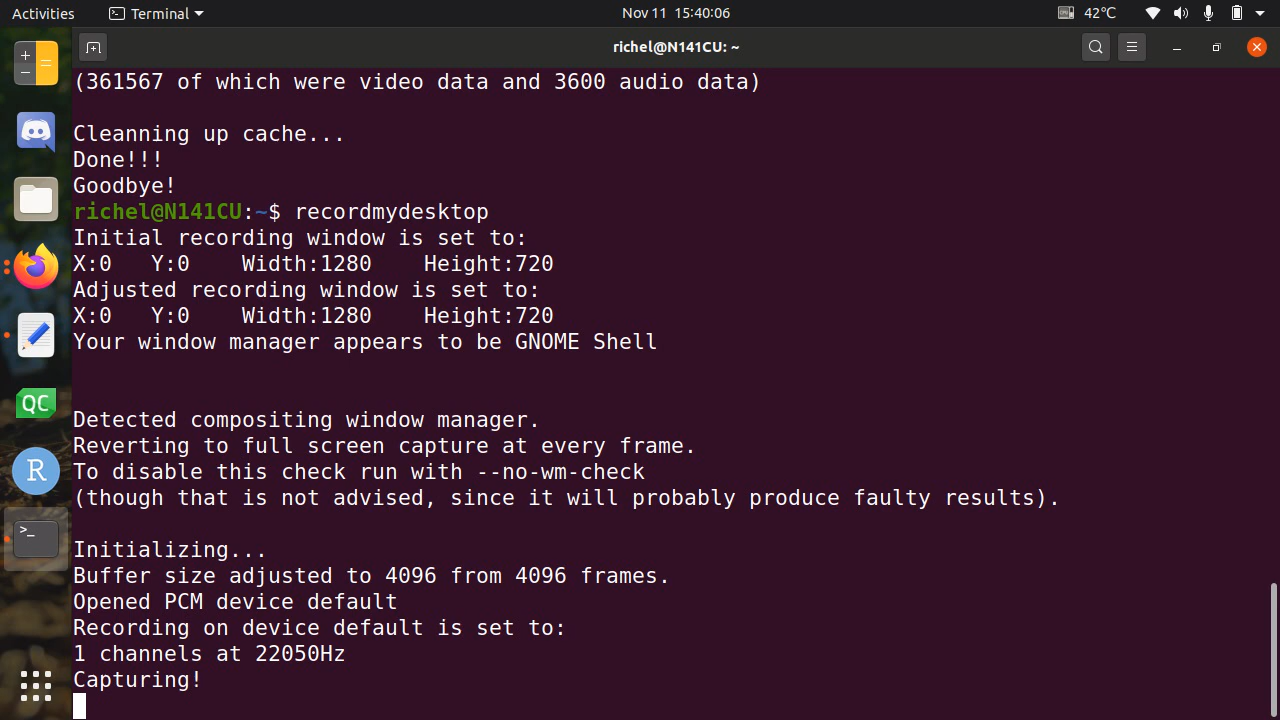 Activities Terminal Nov 11 15:40:06 42°C
richel@N141CU: ~
(361567 of which were video data and 3600 audio data)
Cleanning up cache...
Done!!!
Goodbye!
richel@N141CU:~$ recordmydesktop
Initial recording window is set to:
X:0 Y:0 Width:1280 Height:720
Adjusted recording window is set to:
X:0 Y:0 Width:1280 Height:720
Your window manager appears to be GNOME Shell
Detected compositing window manager.
Reverting to full screen capture at every frame.
To disable this check run with --no-wm-check
(though that is not advised, since it will probably produce faulty results).
Initializing...
Buffer size adjusted to 4096 from 4096 frames.
Opened PCM device default
Recording on device default is set to:
1 channels at 22050Hz
Capturing!
QC
R
>_